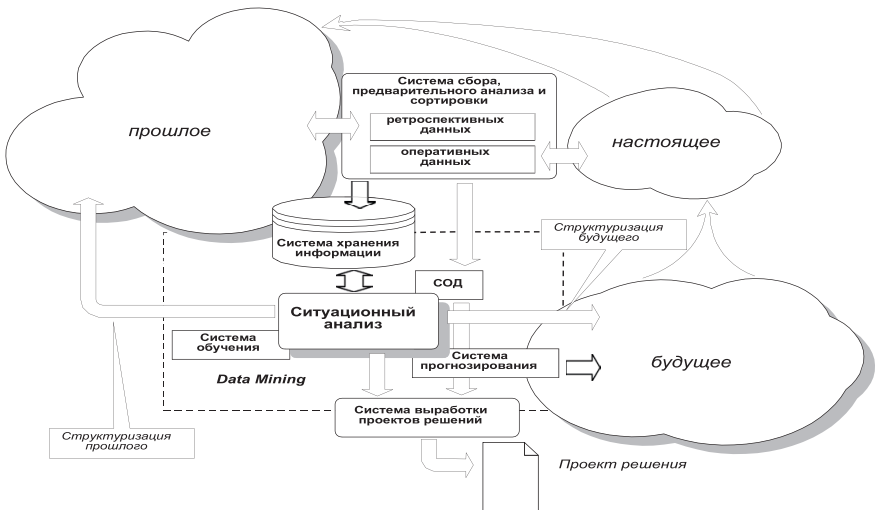 Система сбора,
предварительного анализа и
сортировки
ретроспективных
данных
оперативных
данных
прошлое
настоящее
Структуризация
будущего
Система хранения
информации
СОД
Ситуационный
анализ
Система
обучения
Система
прогнозирования
будущее
Data Mining
Система выработки
проектов решений
Структуризация
прошлого
Проект решения